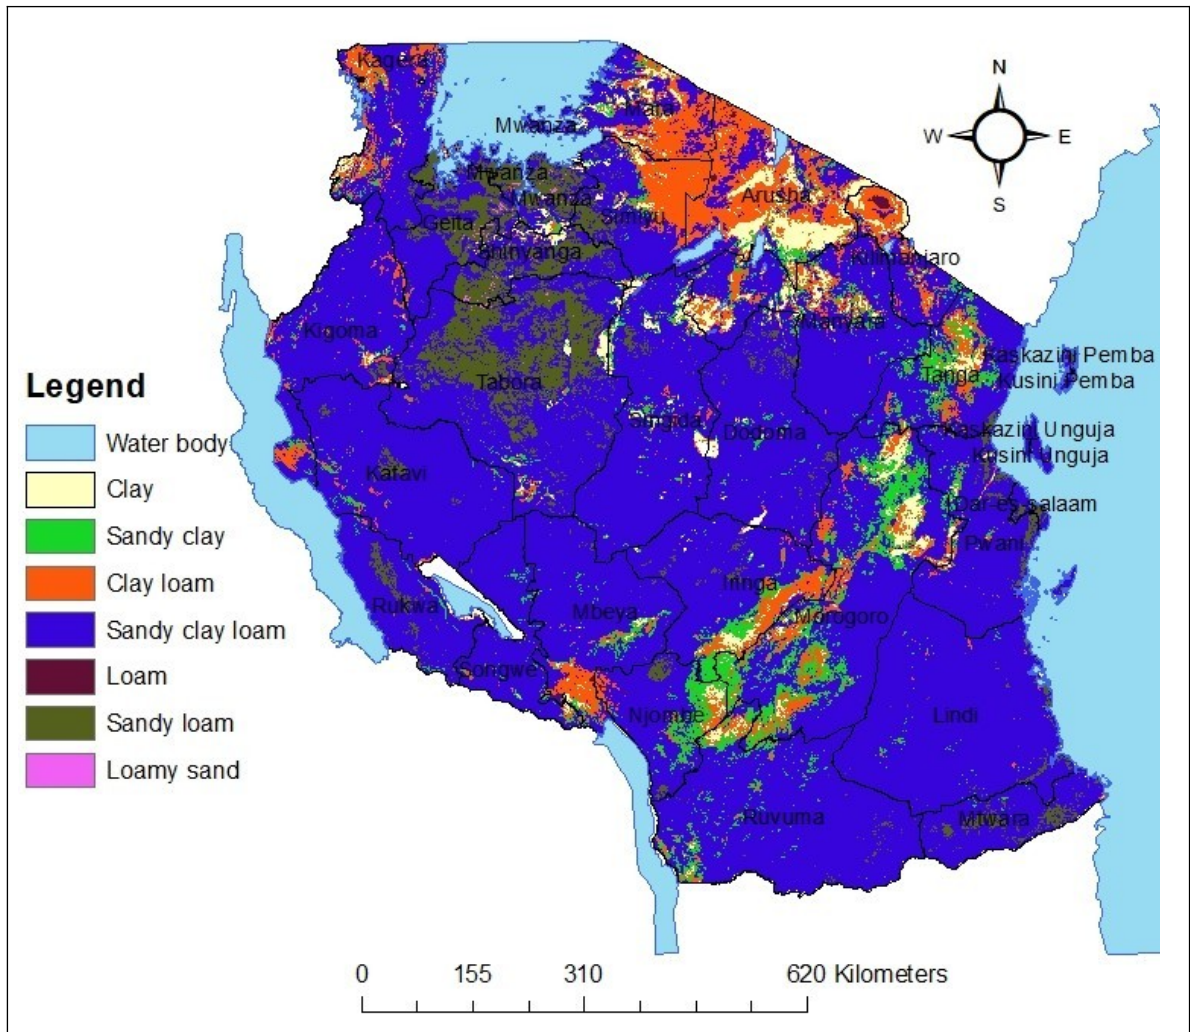 Kagera
Mara
N
Mwanza
W
E
Mwanza
Mwanza
Arusha
S
Geita
Simiyu
Shinyanga
Kilimanjaro
Kigoma
Manyara
Kaskazini Pemba
Tabora
Tanga
Kusini Pemba
Legend
Singida
Dodoma
Kaskazini Unguja
Kusini Unguja
Water body
Katavi
Clay
Dar-es salaam
Sandy clay
Pwani
Clay loam
Iringa
Rukwa
Mbeya
Morogoro
Sandy clay loam
Songwe
Loam
Njombe
Lindi
Sandy loam
Loamy sand
Ruvuma
Mtwara
0 155 310 620 Kilometers